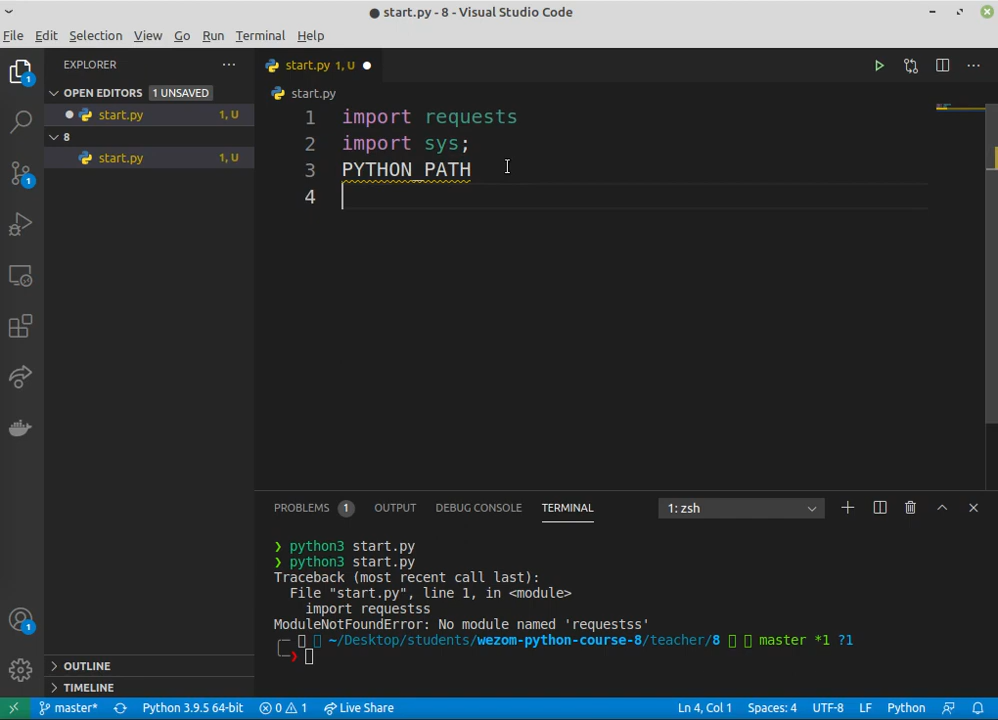 start.py - 8 - Visual Studio Code
File Edit Selection View Go Run Terminal Help
EXPLORER
start.py 1, U
OPEN EDITORS 1 UNSAVED
start.py
start.py 1, U
8
start.py 1, U
1 import requests
2 import sys;
3 PYTHON_PATH
4
PROBLEMS 1 OUTPUT DEBUG CONSOLE TERMINAL 1: zsh
❯ python3 start.py
❯ python3 start.py
Traceback (most recent call last):
File "start.py", line 1, in <module>
import requestss
ModuleNotFoundError: No module named 'requestss'
~/Desktop/students/wezom-python-course-8/teacher/8 master *1 ?1
1
1
1
OUTLINE
TIMELINE
master* Python 3.9.5 64-bit 0 1 Live Share Ln 4, Col 1 Spaces: 4 UTF-8 LF Python